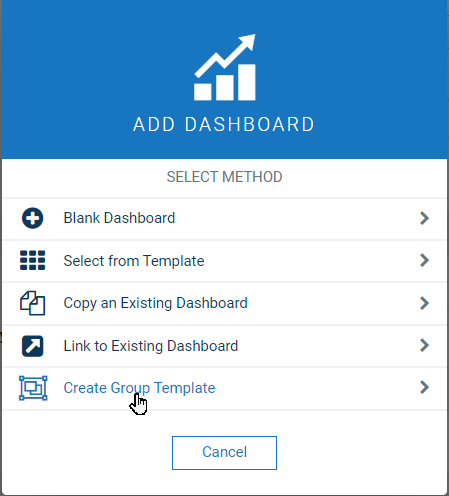 ADD DASHBOARD
SELECT METHOD
Blank Dashboard
Select from Template
Copy an Existing Dashboard
Link to Existing Dashboard
Create Group Template
Cancel